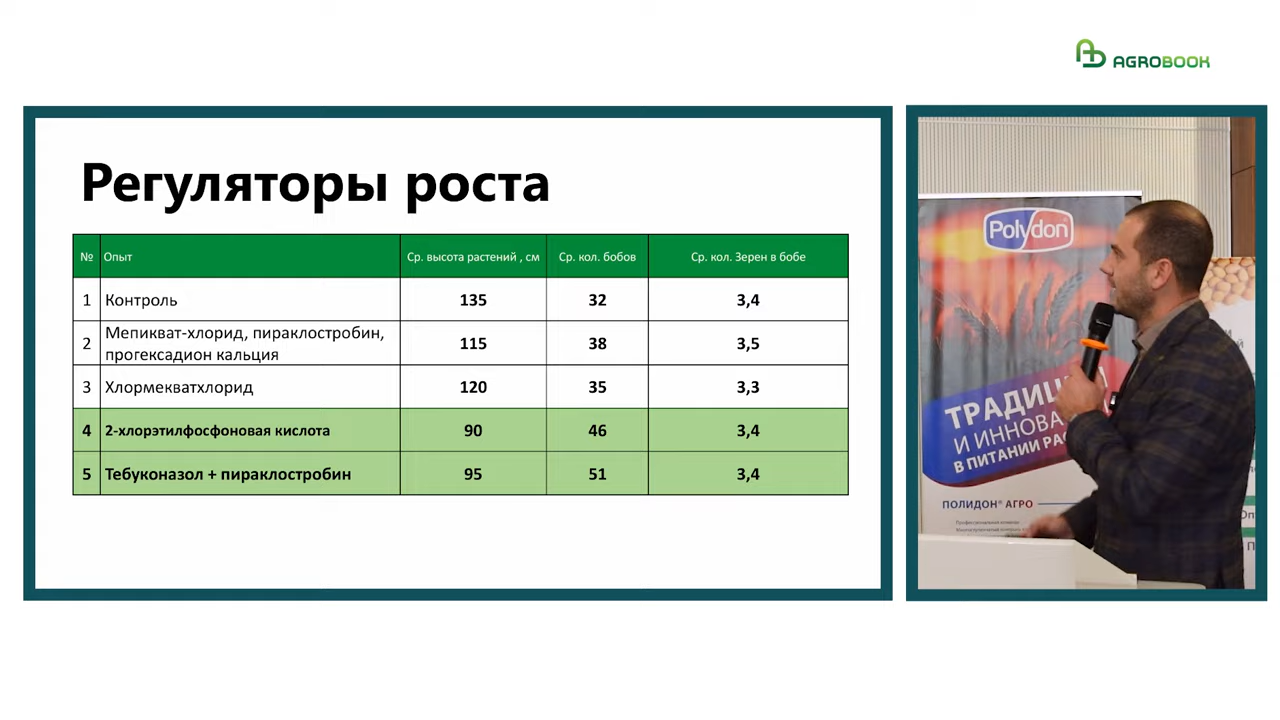 AGROBOOK
Регуляторы роста
№ Опыт Ср. высота растений , см Ср. кол. бобов Ср. кол. Зерен в бобе
1 Контроль 135 32 3,4
2 Мепикват-хлорид, пираклостробин, прогексадион кальция 115 38 3,5
3 Хлормекватхлорид 120 35 3,3
4 2-хлорэтилфосфоновая кислота 90 46 3,4
5 Тебуконазол + пираклостробин 95 51 3,4
Polydon
ТРАДИЦИ
И ИННОВА
В ПИТАНИИ РАС
ПОЛИДОН® АГРО